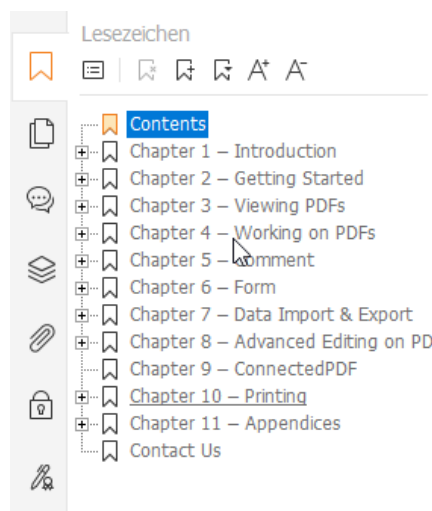 Lesezeichen
Contents
Chapter 1 – Introduction
Chapter 2 – Getting Started
Chapter 3 – Viewing PDFs
Chapter 4 – Working on PDFs
Chapter 5 – Comment
Chapter 6 – Form
Chapter 7 – Data Import & Export
Chapter 8 – Advanced Editing on PD
Chapter 9 – ConnectedPDF
Chapter 10 – Printing
Chapter 11 – Appendices
Contact Us